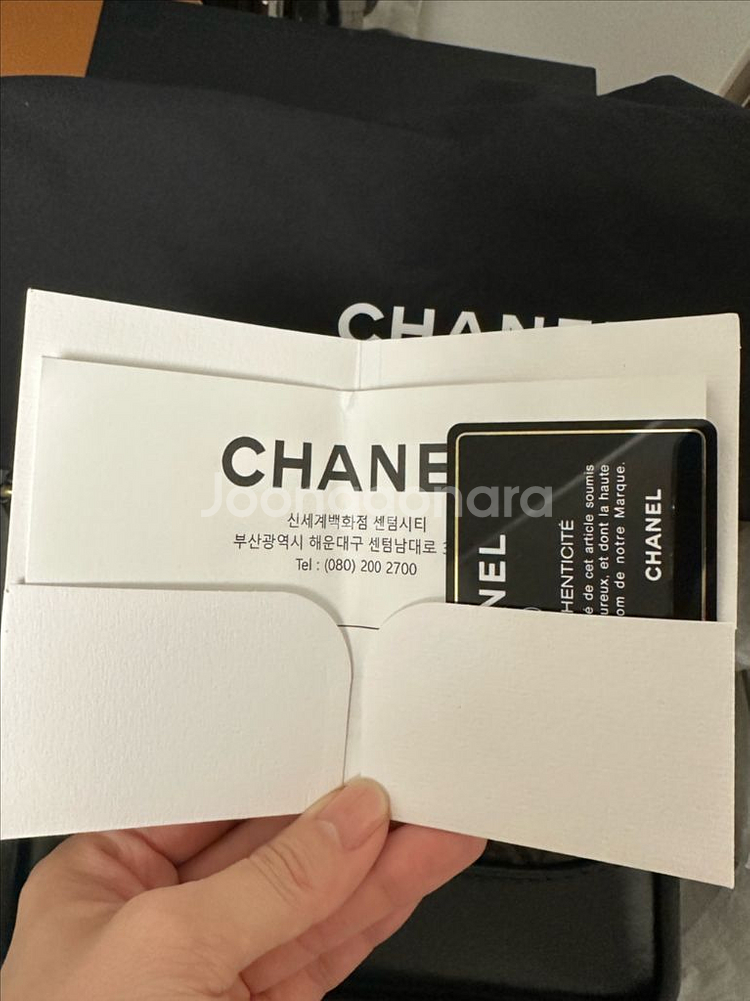 CHANEL
CHANE
신세계백화점 센텀시티
부산광역시 해운대구 센텀남대로
Tel : (080) 200 2700
Joongonara
NEL
HENTICITÉ
é de cet article soumis
ureux, et dont la haute
om de notre Marque.
CHANEL